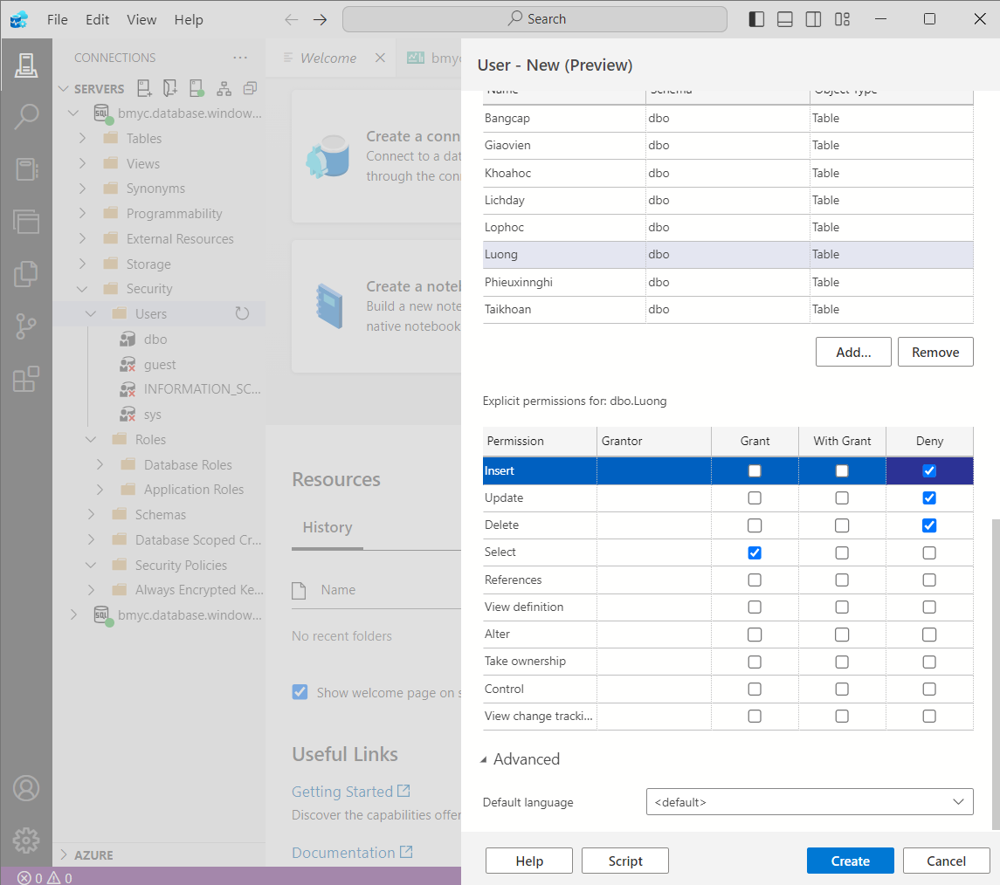 File Edit View Help
Search
CONNECTIONS
SERVERS
bmyc.database.window...
Tables
Views
Synonyms
Programmability
External Resources
Storage
Security
Users
dbo
guest
INFORMATION_SC...
sys
Roles
Database Roles
Application Roles
Schemas
Database Scoped Cr...
Security Policies
Always Encrypted Ke...
bmyc.database.window...
AZURE
0 0
Welcome bmyc
Create a conn
Connect to a dat
through the conn
Create a noteb
Build a new note
native notebook
Resources
History
Name
No recent folders
Show welcome page on s
Useful Links
Getting Started
Discover the capabilities offer
Documentation
User - New (Preview)
Name Schema Object Type
Bangcap dbo Table
Giaovien dbo Table
Khoahoc dbo Table
Lichday dbo Table
Lophoc dbo Table
Luong dbo Table
Phieuxinnghi dbo Table
Taikhoan dbo Table
Add... Remove
Explicit permissions for: dbo.Luong
Permission Grantor Grant With Grant Deny
Insert
Update
Delete
Select
References
View definition
Alter
Take ownership
Control
View change tracki...
Advanced
Default language <default>
Help Script Create Cancel